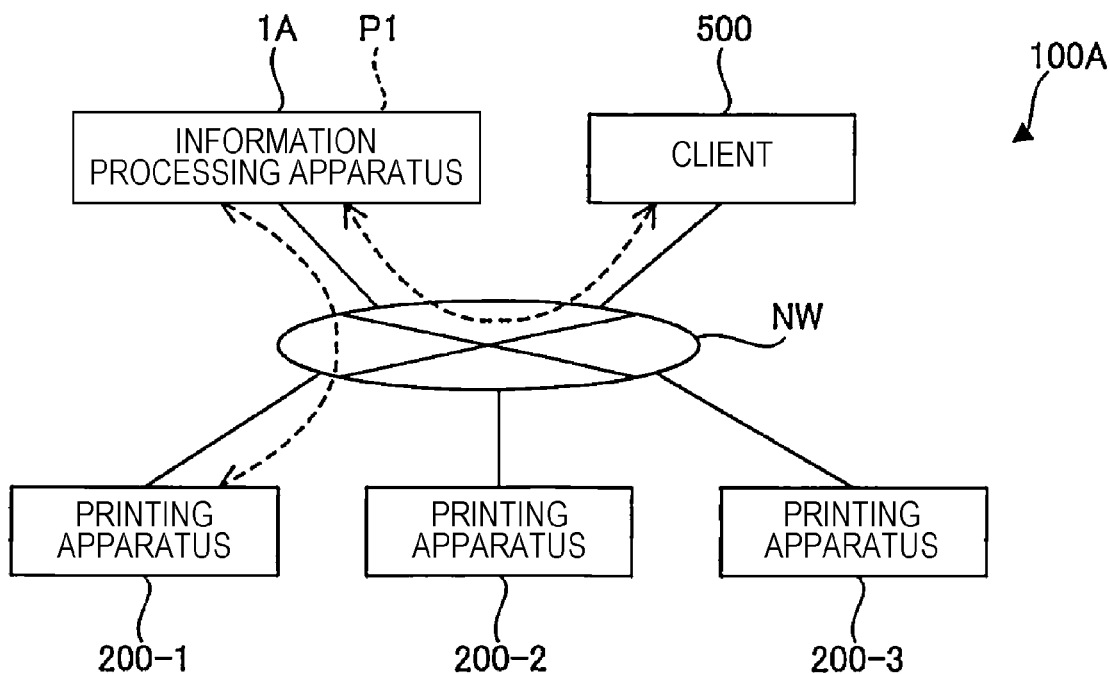 1A P1 500
100A
INFORMATION
PROCESSING APPARATUS
CLIENT
NW
PRINTING
APPARATUS
PRINTING
APPARATUS
PRINTING
APPARATUS
200-1 200-2 200-3